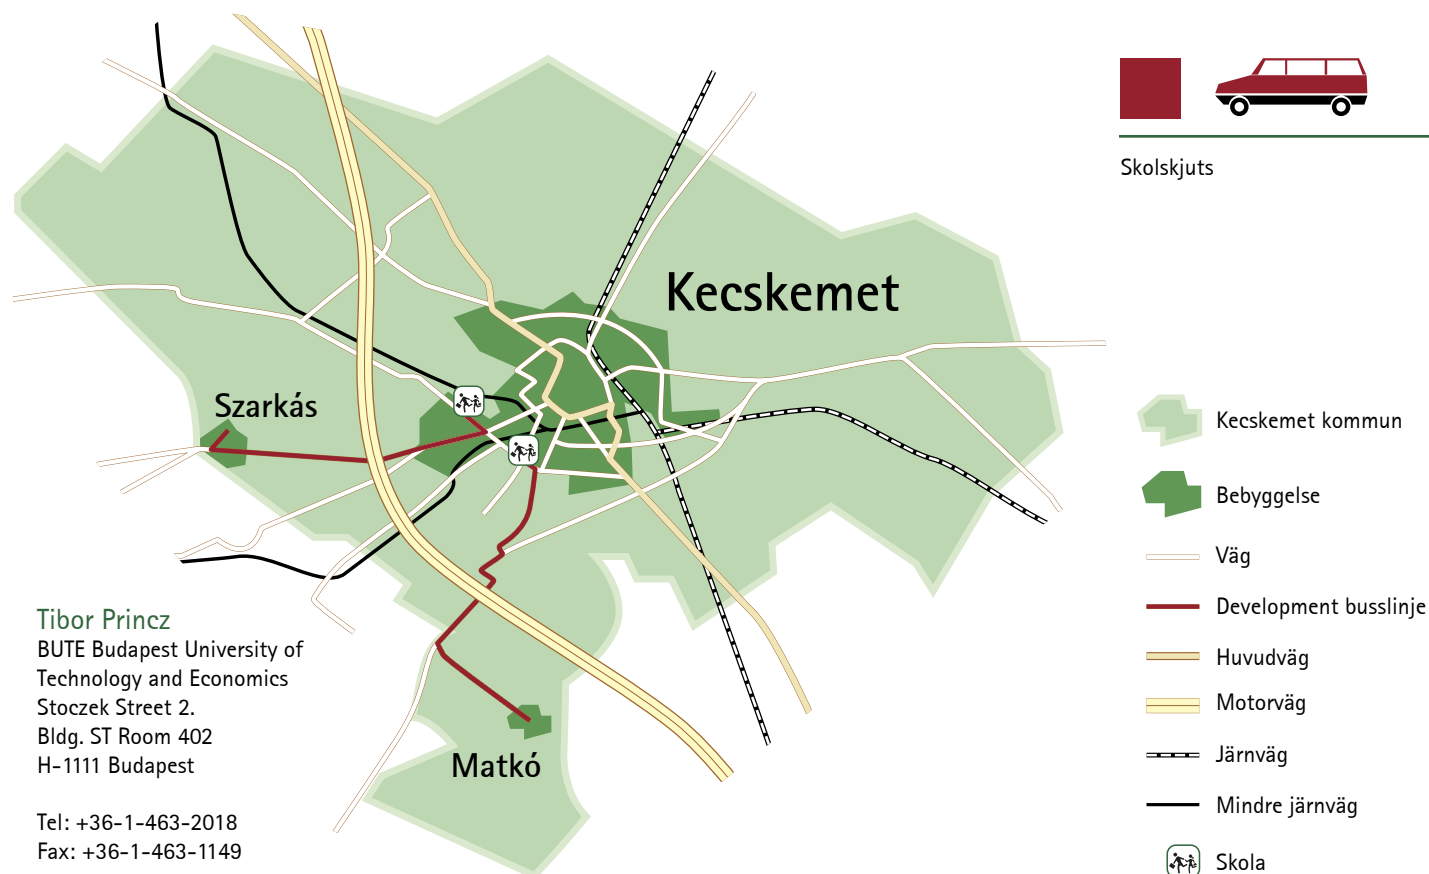 Skolskjuts
Kecskemet
Szarkás
Matkó
Kecskemet kommun
Bebyggelse
Väg
Development busslinje
Huvudväg
Motorväg
Järnväg
Mindre järnväg
Skola
Tibor Princz
BUTE Budapest University of
Technology and Economics
Stoczek Street 2.
Bldg. ST Room 402
H-1111 Budapest
Tel: +36-1-463-2018
Fax: +36-1-463-1149